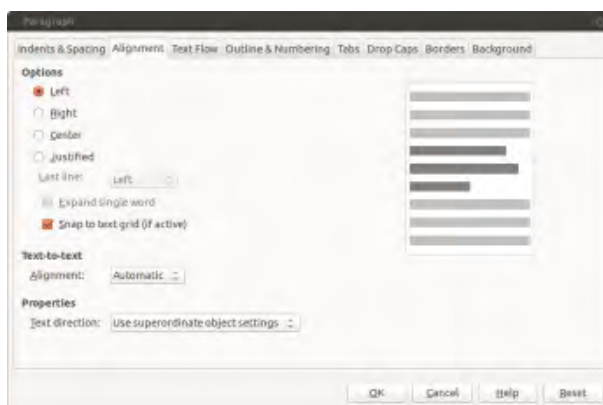 Paragraph
Indents & Spacing Alignment Text Flow Outline & Numbering Tabs Drop Caps Borders Background
Options
Left
Right
Center
Justified
Last line: Left
Expand single word
Snap to text grid (if active)
Text-to-text
Alignment: Automatic
Properties
Text direction: Use superordinate object settings
OK Cancel Help Reset